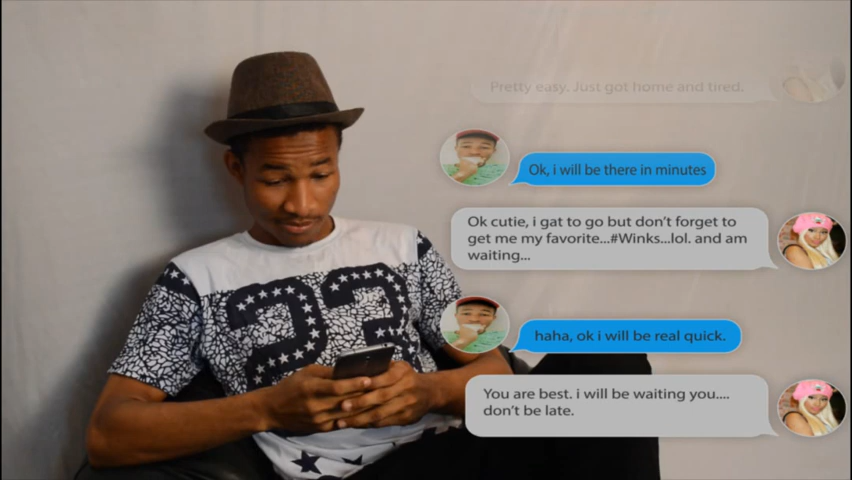 Pretty easy. Just got home and tired.
Ok, i will be there in minutes
Ok cutie, i gat to go but don't forget to
get me my favorite...#Winks...lol. and am
waiting...
23
haha, ok i will be real quick.
You are best. i will be waiting you....
don't be late.